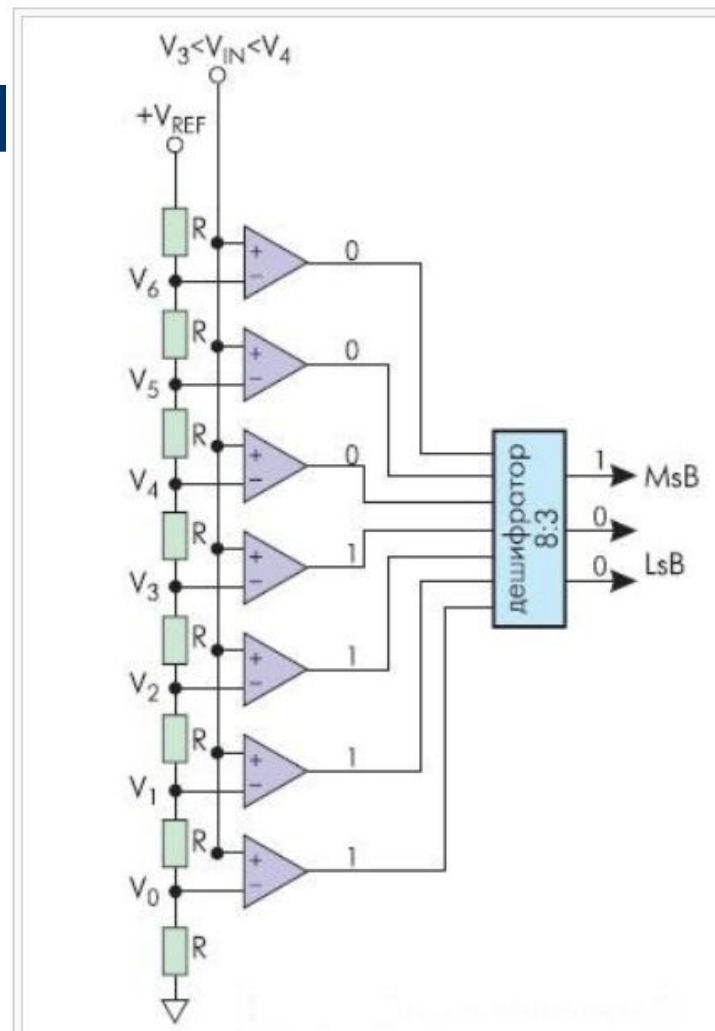 V3<VIN<V4
+VREF
R
+
−
0
V6
R
+
−
0
V5
R
+
−
0
V4
R
+
−
1
V3
R
+
−
1
V2
R
+
−
1
V1
R
+
−
1
V0
R
дешифратор
8:3
1 MsB
0
0 LsB